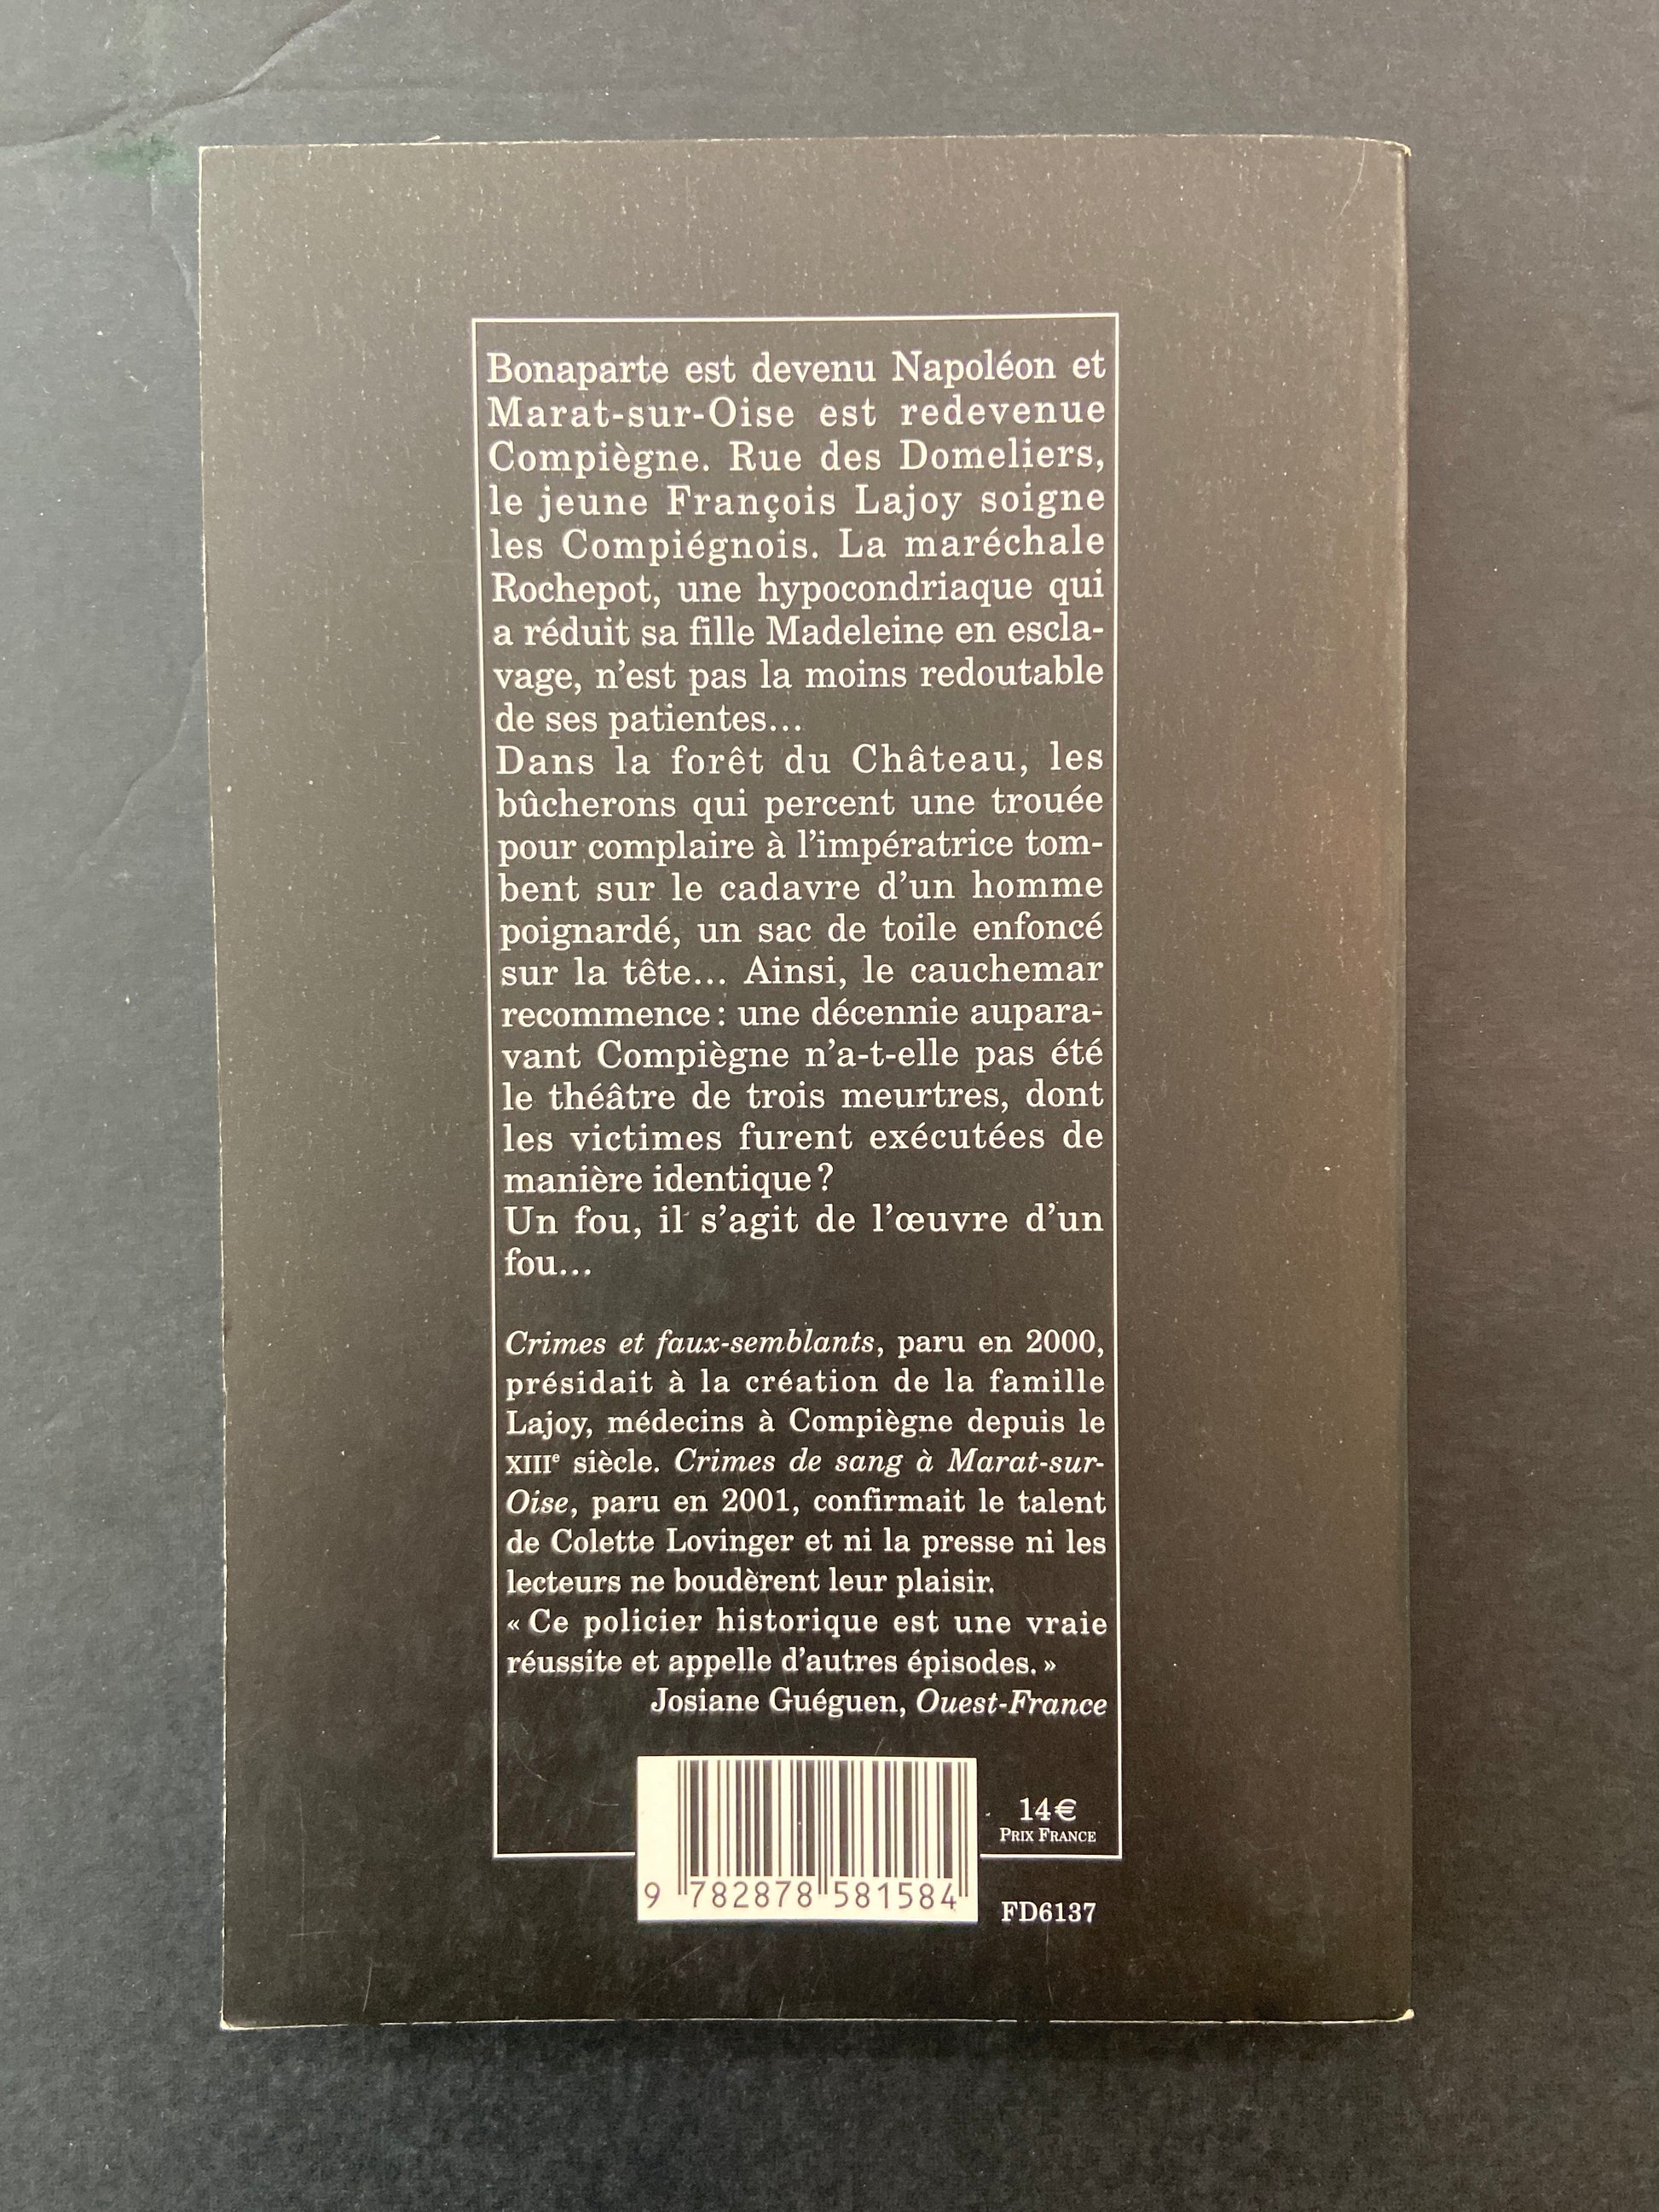 Bonaparte est devenu Napoléon et
Marat-sur-Oise est redevenue
Compiègne. Rue des Domeliers,
le jeune François Lajoy soigne
les Compiégnois. La maréchale
Rochepot, une hypocondriaque qui
a réduit sa fille Madeleine en escla-
vage, n'est pas la moins redoutable
de ses patientes...
Dans la forêt du Château, les
bûcherons qui percent une trouée
pour complaire à l'impératrice tom-
bent sur le cadavre d'un homme
poignardé, un sac de toile enfoncé
sur la tête... Ainsi, le cauchemar
recommence : une décennie aupara-
vant Compiègne n'a-t-elle pas été
le théâtre de trois meurtres, dont
les victimes furent exécutées de
manière identique ?
Un fou, il s'agit de l'œuvre d'un
fou...
Crimes et faux-semblants, paru en 2000,
présidait à la création de la famille
Lajoy, médecins à Compiègne depuis le
XIIIe siècle. Crimes de sang à Marat-sur-
Oise, paru en 2001, confirmait le talent
de Colette Lovinger et ni la presse ni les
lecteurs ne boudèrent leur plaisir.
« Ce policier historique est une vraie
réussite et appelle d'autres épisodes. »
Josiane Guéguen, Ouest-France
14€
PRIX FRANCE
9 782878 581584
FD6137